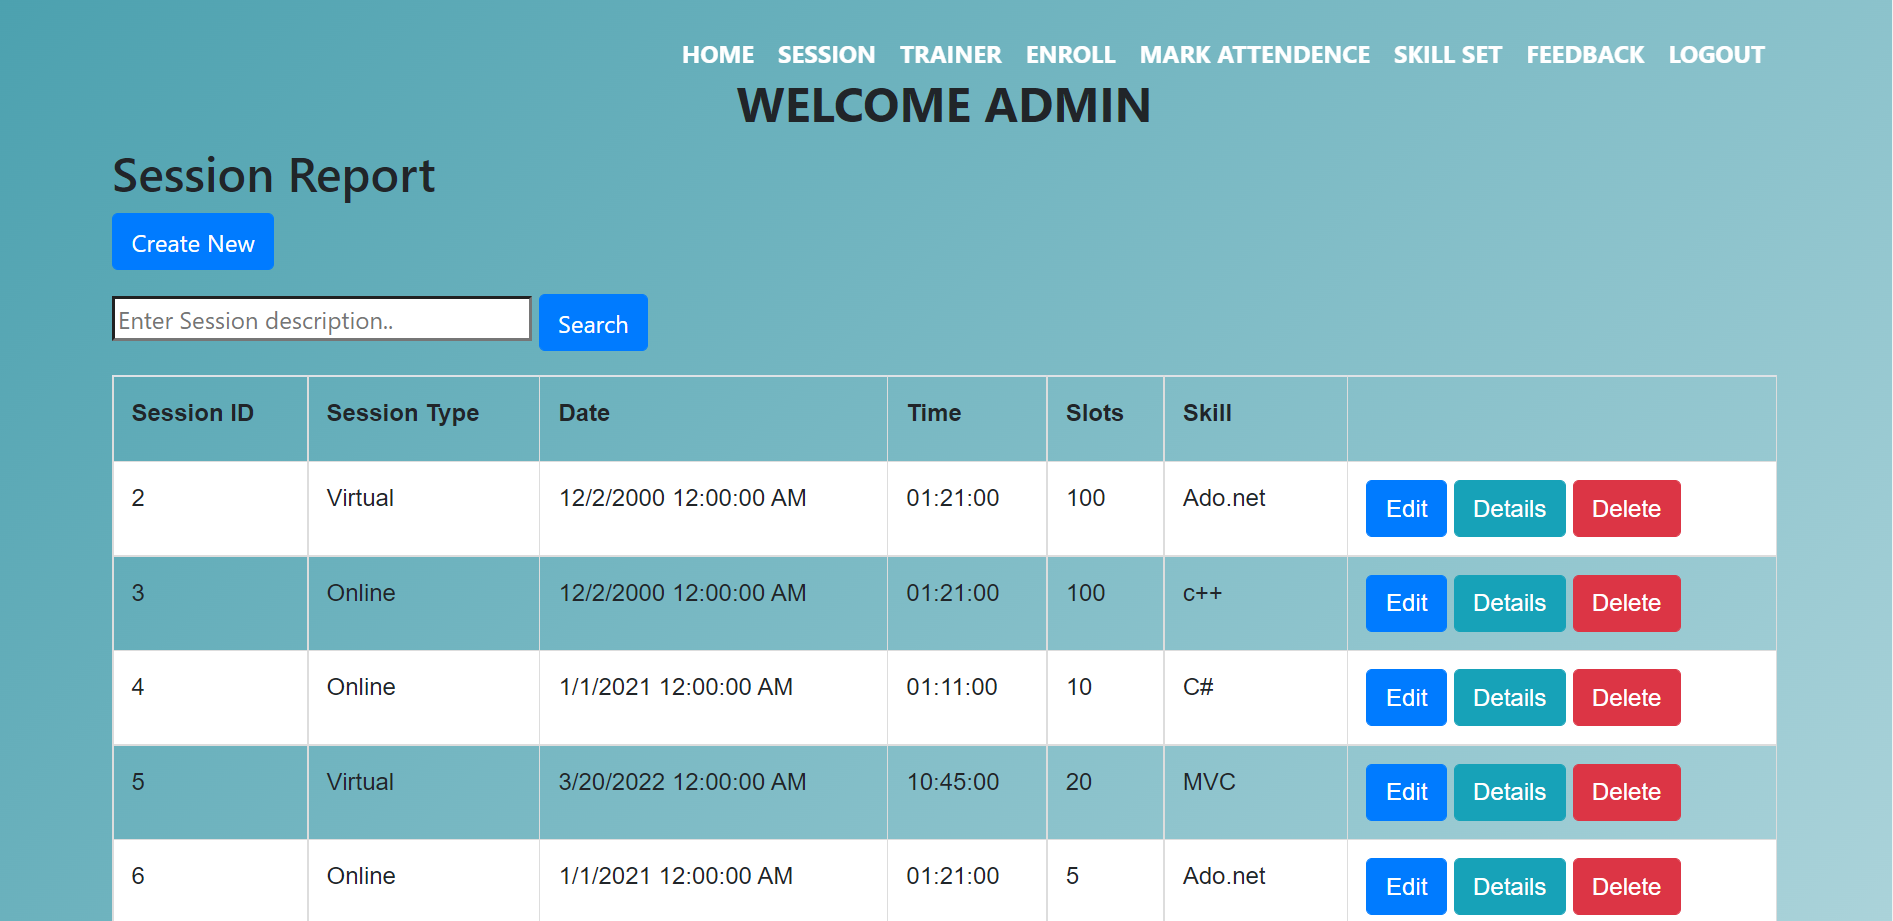 HOME SESSION TRAINER ENROLL MARK ATTENDENCE SKILL SET FEEDBACK LOGOUT
WELCOME ADMIN
Session Report
Create New
Enter Session description.. Search
Session ID Session Type Date Time Slots Skill
2 Virtual 12/2/2000 12:00:00 AM 01:21:00 100 Ado.net Edit Details Delete
3 Online 12/2/2000 12:00:00 AM 01:21:00 100 c++ Edit Details Delete
4 Online 1/1/2021 12:00:00 AM 01:11:00 10 C# Edit Details Delete
5 Virtual 3/20/2022 12:00:00 AM 10:45:00 20 MVC Edit Details Delete
6 Online 1/1/2021 12:00:00 AM 01:21:00 5 Ado.net Edit Details Delete